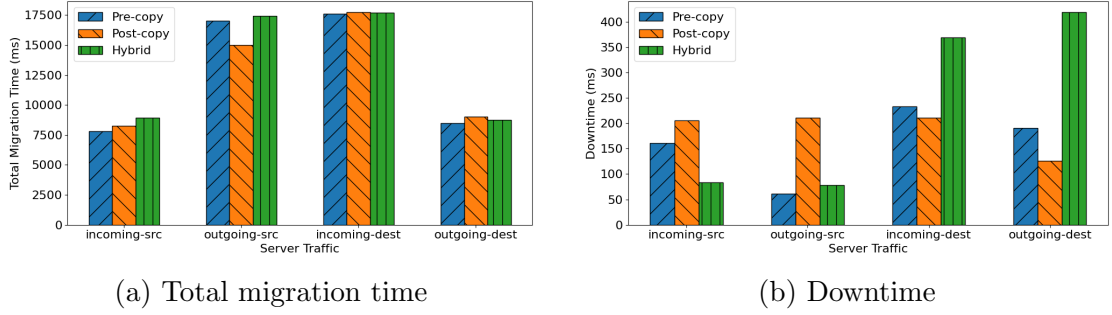 17500
15000
12500
10000
7500
5000
2500
0
Total Migration Time (ms)
Pre-copy
Post-copy
Hybrid
incoming-src outgoing-src incoming-dest outgoing-dest
Server Traffic
(a) Total migration time
400
350
300
250
200
150
100
50
0
Downtime (ms)
Pre-copy
Post-copy
Hybrid
incoming-src outgoing-src incoming-dest outgoing-dest
Server Traffic
(b) Downtime